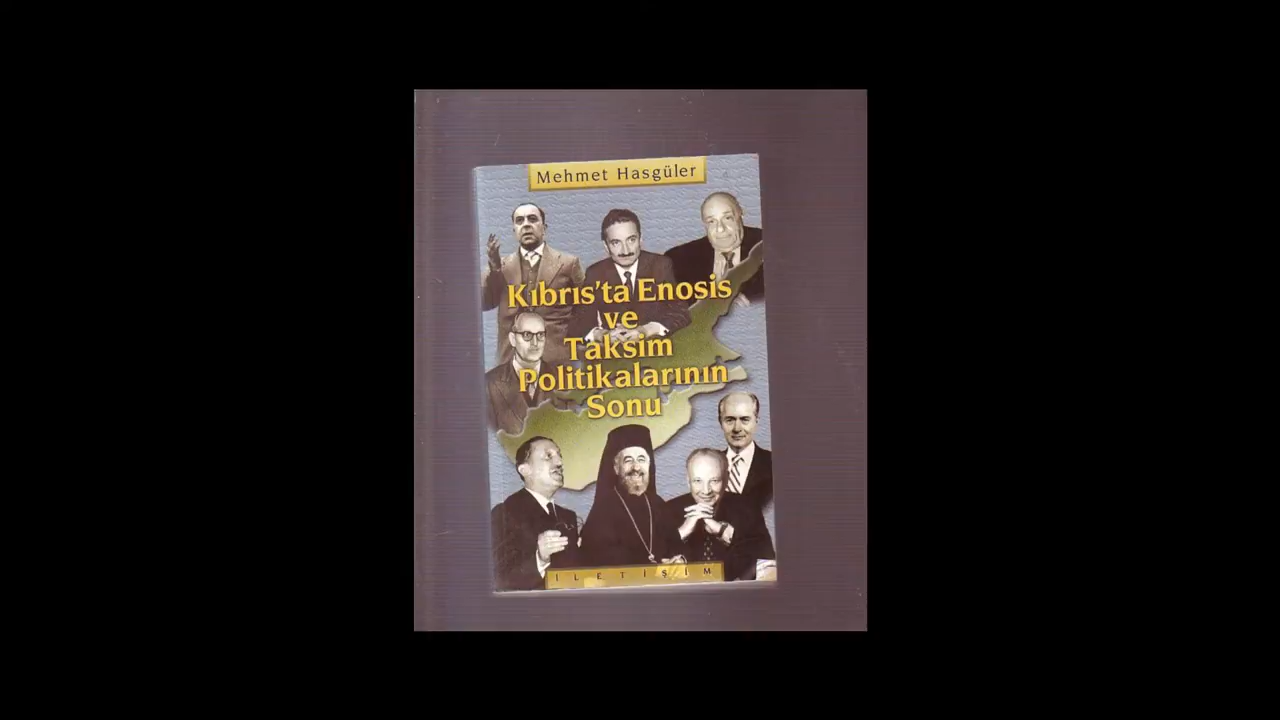 Mehmet Hasgüler
Kıbrıs'ta Enosis
ve
Taksim
Politikalarının
Sonu
İLETİŞİM